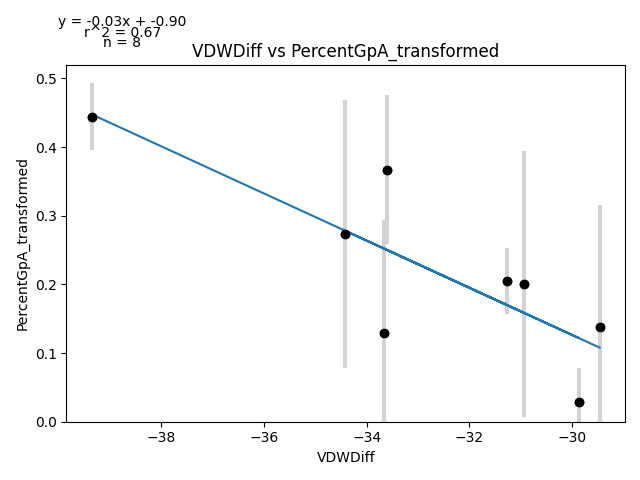 y = -0.03x + -0.90
r^2 = 0.67
n = 8
VDWDiff vs PercentGpA_transformed
0.5
0.4
0.3
0.2
0.1
0.0
PercentGpA_transformed
−38
−36
−34
−32
−30
VDWDiff